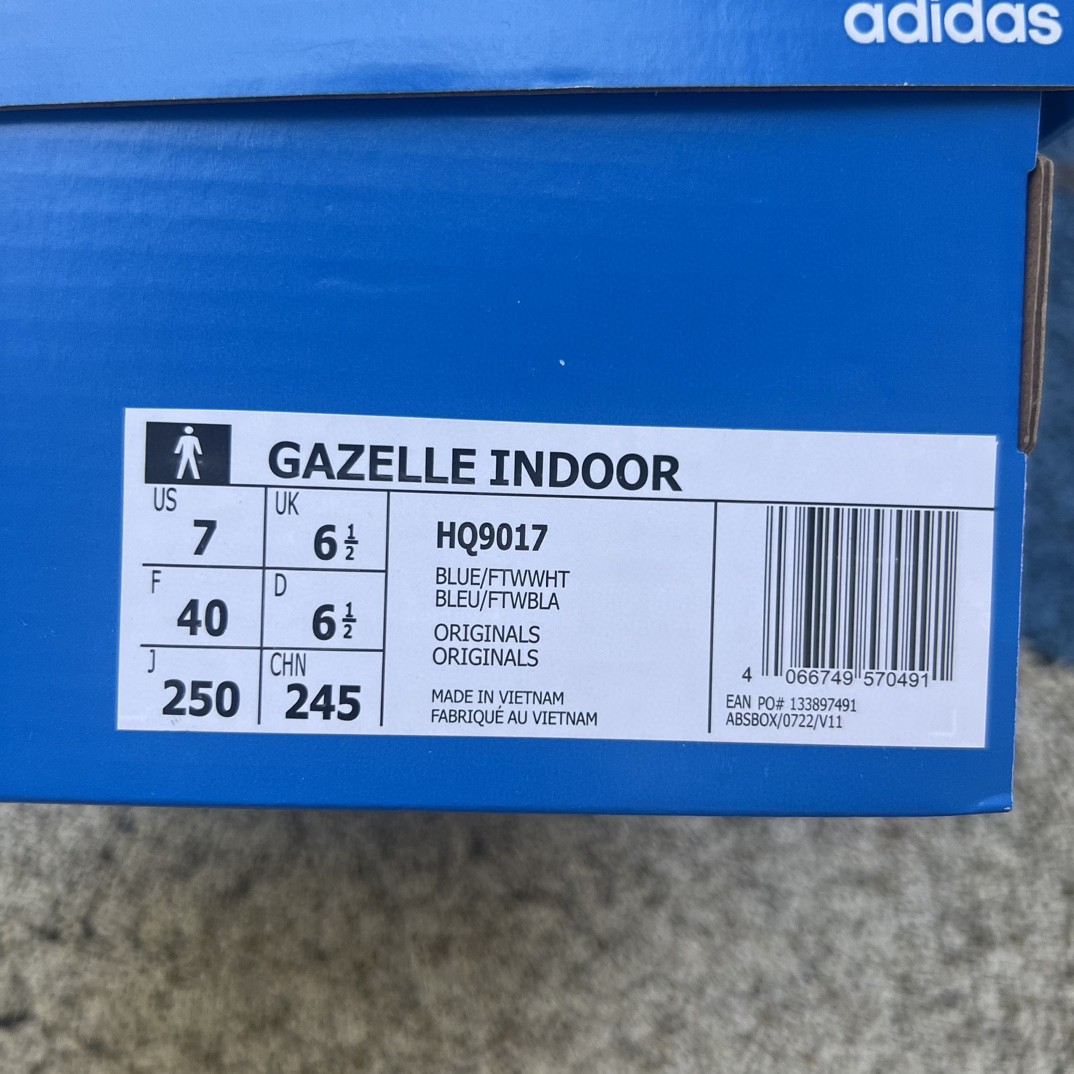 adidas
GAZELLE INDOOR
US
7
UK
6 1/2
F
40
D
6 1/2
J
250
CHN
245
HQ9017
BLUE/FTWWHT
BLEU/FTWBLA
ORIGINALS
ORIGINALS
MADE IN VIETNAM
FABRIQUÉ AU VIETNAM
4 066749 570491
EAN PO# 133897491
ABSBOX/0722/V11